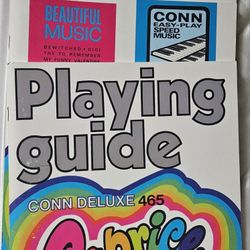 BEAUTIFUL
MUSIC
BEWITCHED • GIGI
TRY TO REMEMBER
MY FUNNY VALENTINE
CONN
EASY-PLAY
SPEED
MUSIC
Playing
guide
CONN DELUXE 465
Caprice